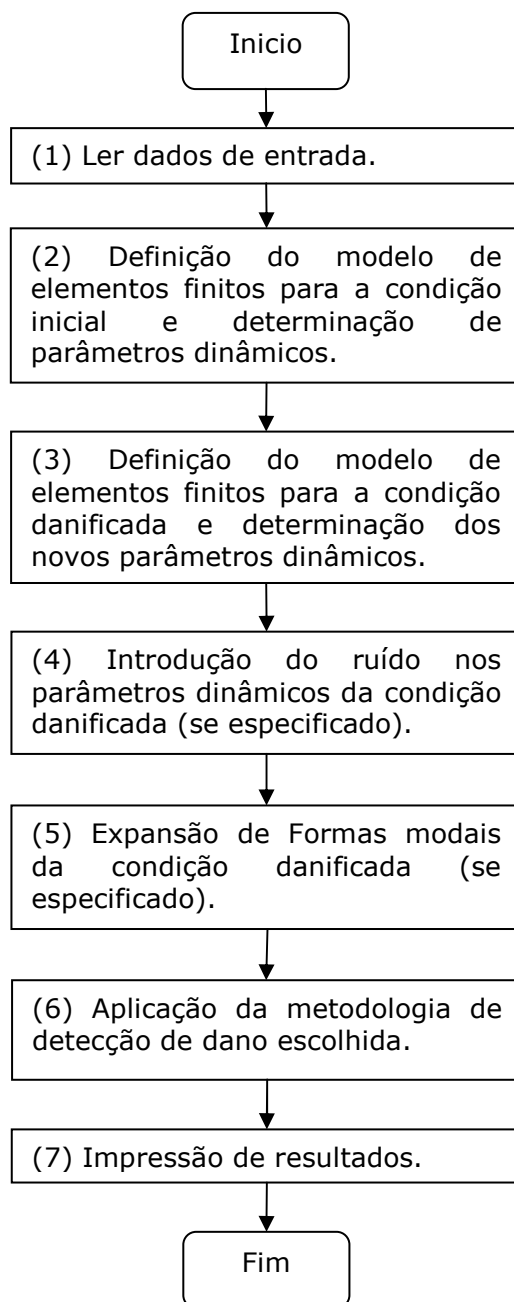 Inicio
(1) Ler dados de entrada.
(2) Definição do modelo de
elementos finitos para a condição
inicial e determinação de
parâmetros dinâmicos.
(3) Definição do modelo de
elementos finitos para a condição
danificada e determinação dos
novos parâmetros dinâmicos.
(4) Introdução do ruído nos
parâmetros dinâmicos da condição
danificada (se especificado).
(5) Expansão de Formas modais
da condição danificada (se
especificado).
(6) Aplicação da metodologia de
detecção de dano escolhida.
(7) Impressão de resultados.
Fim